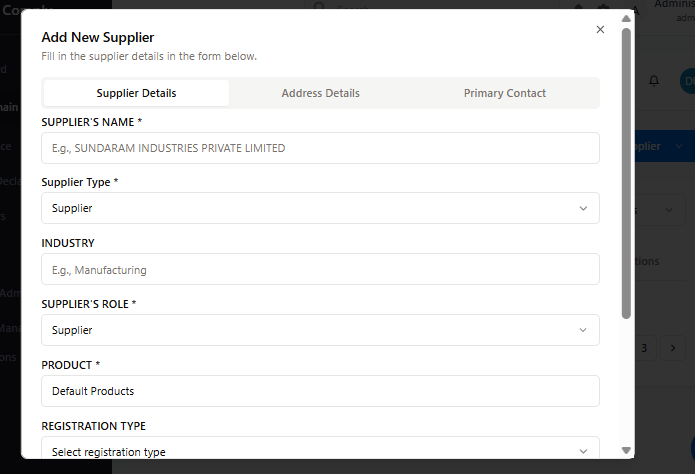 Add New Supplier
Fill in the supplier details in the form below.
Supplier Details
Address Details
Primary Contact
SUPPLIER'S NAME *
E.g., SUNDARAM INDUSTRIES PRIVATE LIMITED
Supplier Type *
Supplier
INDUSTRY
E.g., Manufacturing
SUPPLIER'S ROLE *
Supplier
PRODUCT *
Default Products
REGISTRATION TYPE
Select registration type
Search
3